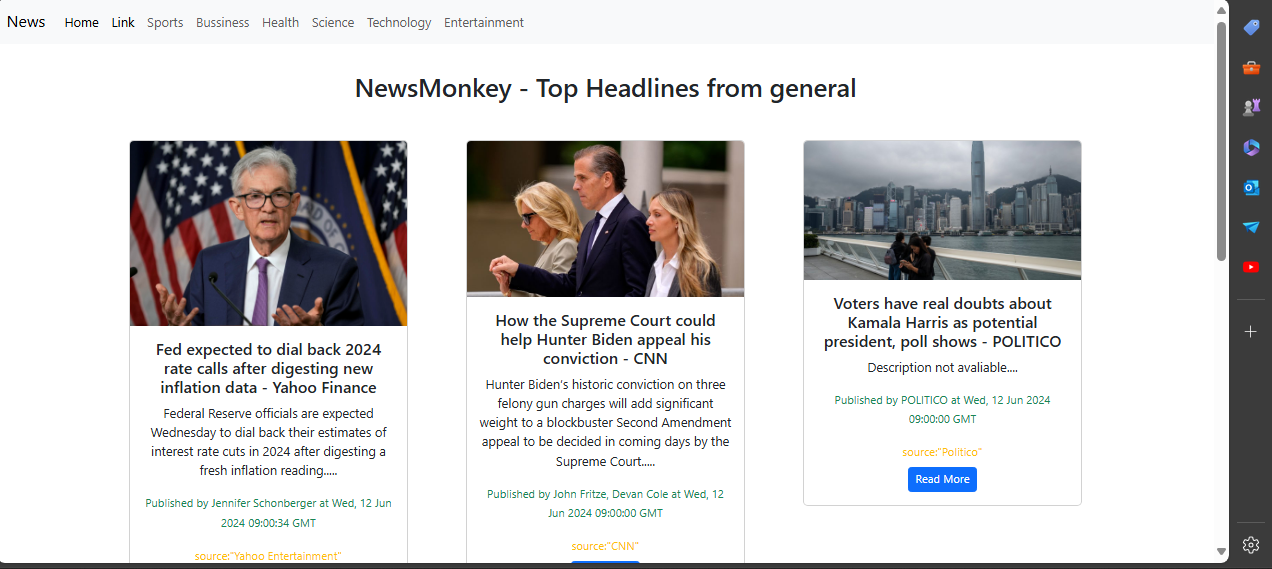 News Home Link Sports Bussiness Health Science Technology Entertainment
NewsMonkey - Top Headlines from general
Fed expected to dial back 2024
rate calls after digesting new
inflation data - Yahoo Finance
Federal Reserve officials are expected
Wednesday to dial back their estimates of
interest rate cuts in 2024 after digesting a
fresh inflation reading.....
Published by Jennifer Schonberger at Wed, 12 Jun
2024 09:00:34 GMT
source:"Yahoo Entertainment"
How the Supreme Court could
help Hunter Biden appeal his
conviction - CNN
Hunter Biden's historic conviction on three
felony gun charges will add significant
weight to a blockbuster Second Amendment
appeal to be decided in coming days by the
Supreme Court.....
Published by John Fritze, Devan Cole at Wed, 12
Jun 2024 09:00:00 GMT
source:"CNN"
Voters have real doubts about
Kamala Harris as potential
president, poll shows - POLITICO
Description not avaliable....
Published by POLITICO at Wed, 12 Jun 2024
09:00:00 GMT
source:"Politico"
Read More